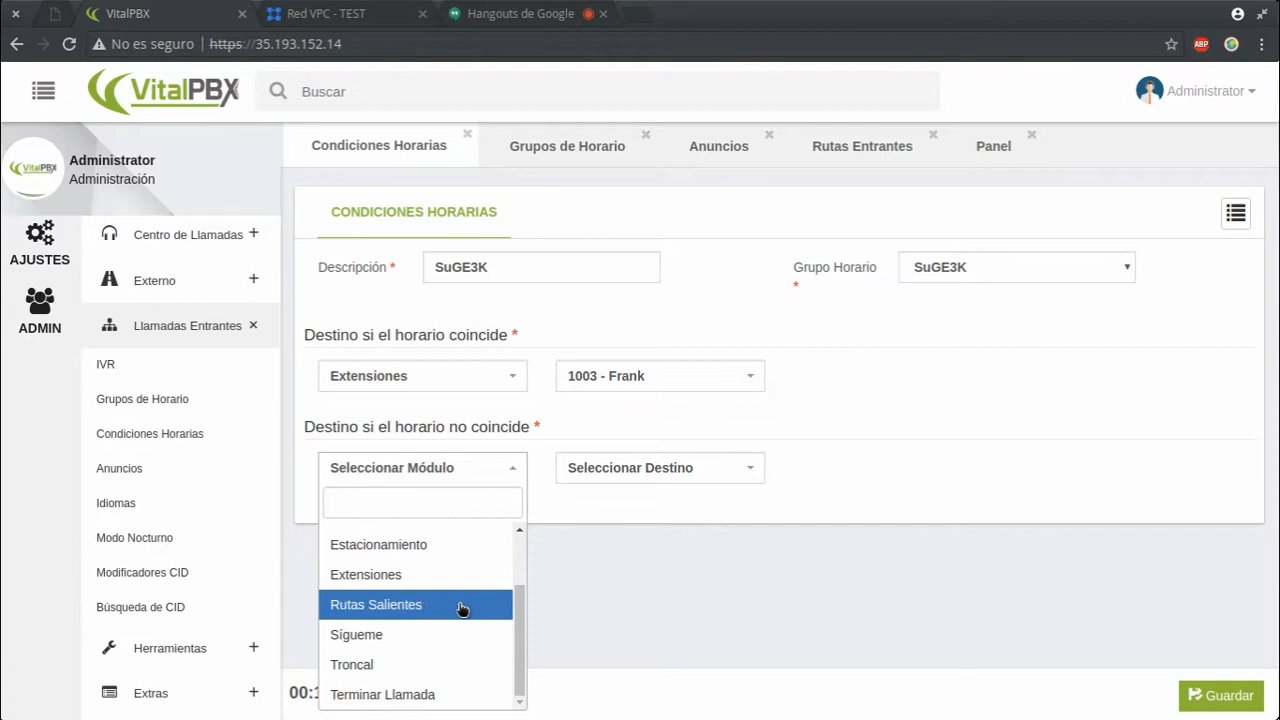 VitalPBX
Red VPC - TEST
Hangouts de Google
No es seguro
https://35.193.152.14
ABP
VitalPBX
Buscar
Administrator
VitalPBX
Administrator
Administración
Condiciones Horarias
Grupos de Horario
Anuncios
Rutas Entrantes
Panel
AJUSTES
ADMIN
Centro de Llamadas +
Externo +
Llamadas Entrantes ×
IVR
Grupos de Horario
Condiciones Horarias
Anuncios
Idiomas
Modo Nocturno
Modificadores CID
Búsqueda de CID
Herramientas +
Extras +
CONDICIONES HORARIAS
Descripción * SuGE3K
Grupo Horario * SuGE3K
Destino si el horario coincide *
Extensiones
1003 - Frank
Destino si el horario no coincide *
Seleccionar Módulo
Seleccionar Destino
Estacionamiento
Extensiones
Rutas Salientes
Sígueme
Troncal
Terminar Llamada
Guardar